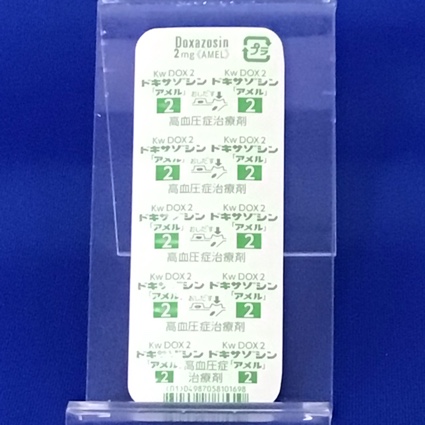 Doxazosin
2mg《AMEL》
プラ
Kw DOX 2 Kw DOX 2
ドキサゾシン ドキサゾシン
「アメル」 おしだす 「アメル」
2 2
高血圧症治療剤
Kw DOX 2 Kw DOX 2
ドキサゾシン ドキサゾシン
「アメル」 おしだす 「アメル」
2 2
高血圧症治療剤
Kw DOX 2 Kw DOX 2
ドキサゾシン ドキサゾシン
「アメル」 おしだす 「アメル」
2 2
高血圧症治療剤
Kw DOX 2 Kw DOX 2
ドキサゾシン ドキサゾシン
「アメル」 おしだす 「アメル」
2 2
高血圧症治療剤
Kw DOX 2 Kw DOX 2
ドキサゾシン ドキサゾシン
「アメル」 高血圧症 「アメル」
2 治療剤 2
(01)04987058101698